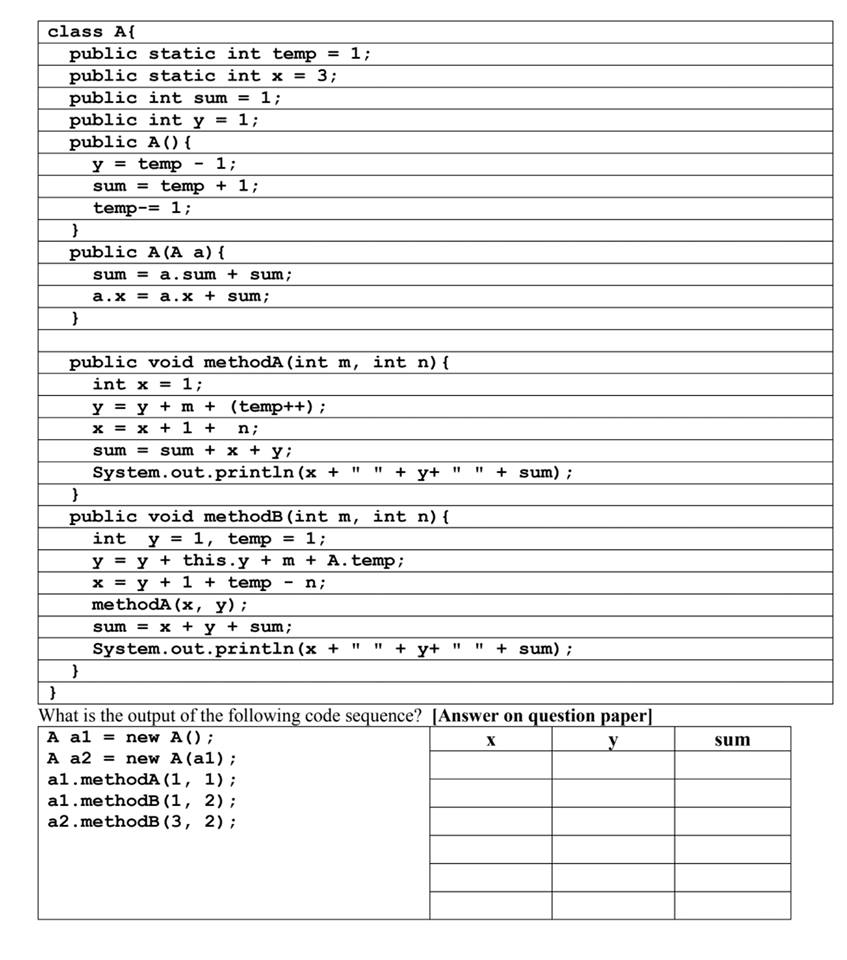 class A{
public static int temp = 1;
public static int x = 3;
public int sum = 1;
public int y = 1;
public A(){
y = temp - 1;
sum = temp + 1;
temp-= 1;
}
public A(A a){
sum = a.sum + sum;
a.x = a.x + sum;
}
public void methodA(int m, int n){
int x = 1;
y = y + m + (temp++);
x = x + 1 + n;
sum = sum + x + y;
System.out.println(x + " " + y+ " " + sum);
}
public void methodB(int m, int n){
int y = 1, temp = 1;
y = y + this.y + m + A.temp;
x = y + 1 + temp - n;
methodA(x, y);
sum = x + y + sum;
System.out.println(x + " " + y+ " " + sum);
}
}
What is the output of the following code sequence? [Answer on question paper]
A a1 = new A();
A a2 = new A(a1);
a1.methodA(1, 1);
a1.methodB(1, 2);
a2.methodB(3, 2);
x y sum